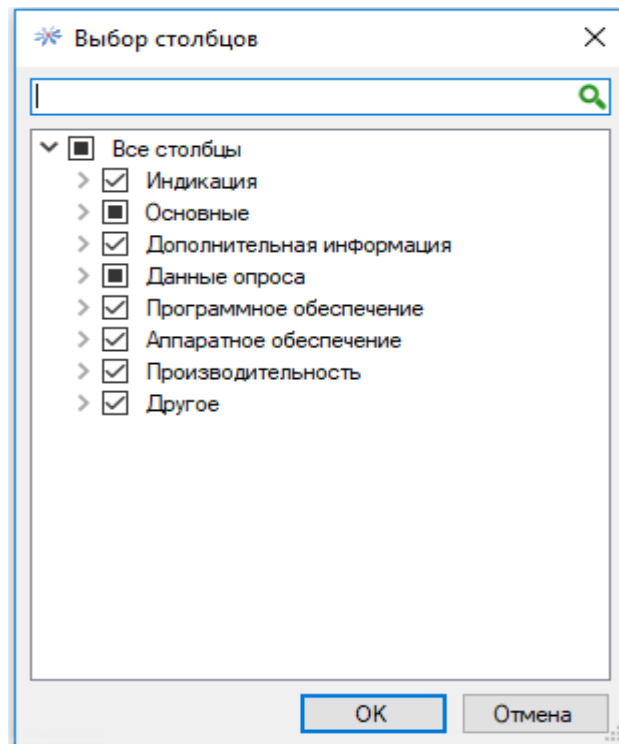 Выбор столбцов
Все столбцы
Индикация
Основные
Дополнительная информация
Данные опроса
Программное обеспечение
Аппаратное обеспечение
Производительность
Другое
OK Отмена